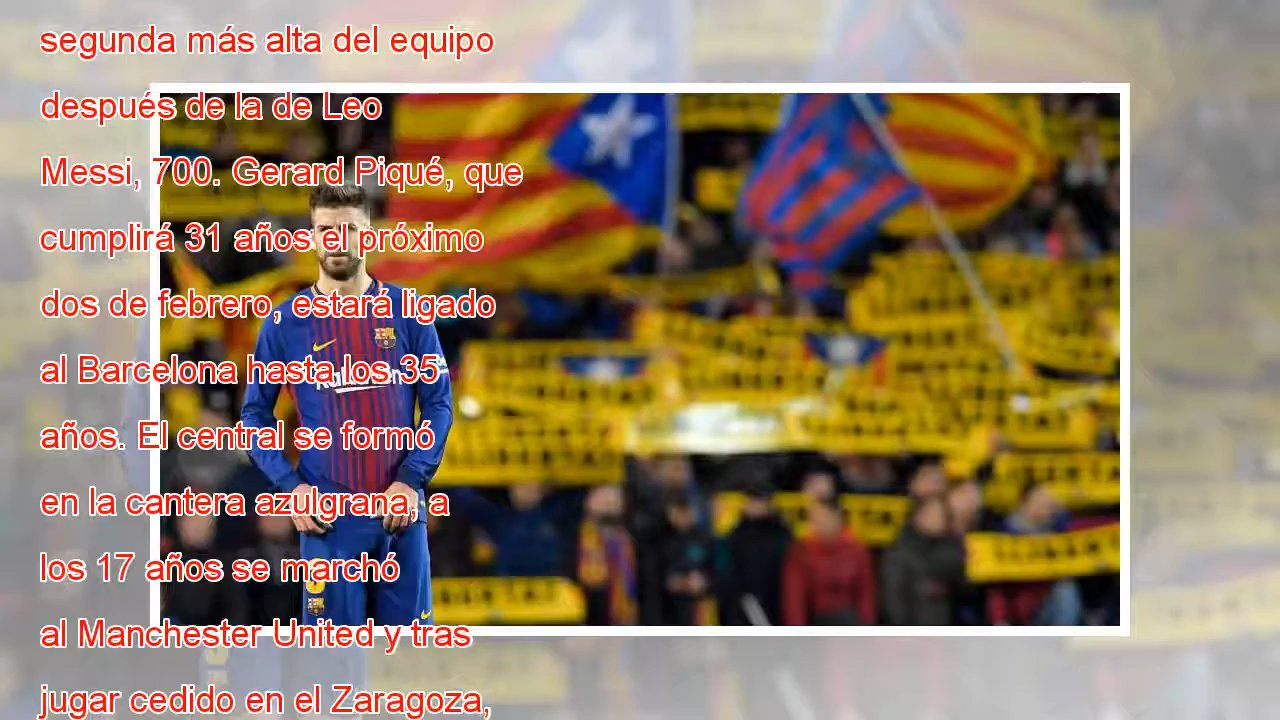 segunda más alta del equipo
después de la de Leo
Messi, 700. Gerard Piqué, que
cumplirá 31 años el próximo
dos de febrero, estará ligado
al Barcelona hasta los 35
años. El central se formó
en la cantera azulgrana, a
los 17 años se marchó
al Manchester United y tras
jugar cedido en el Zaragoza,